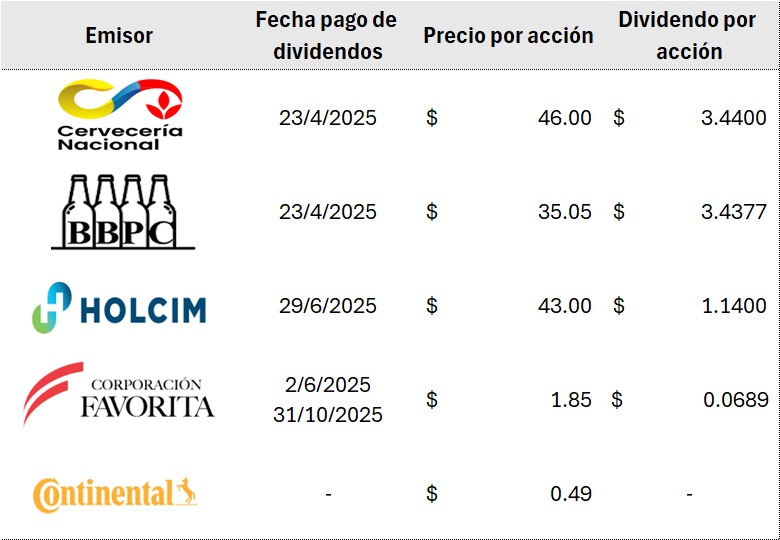 Emisor
Fecha pago de
dividendos
Precio por acción
Dividendo por
acción
Cervecería
Nacional
23/4/2025
$ 46.00
$ 3.4400
BBPC
23/4/2025
$ 35.05
$ 3.4377
HOLCIM
29/6/2025
$ 43.00
$ 1.1400
CORPORACIÓN
FAVORITA
2/6/2025
31/10/2025
$ 1.85
$ 0.0689
Continental
-
$ 0.49
-